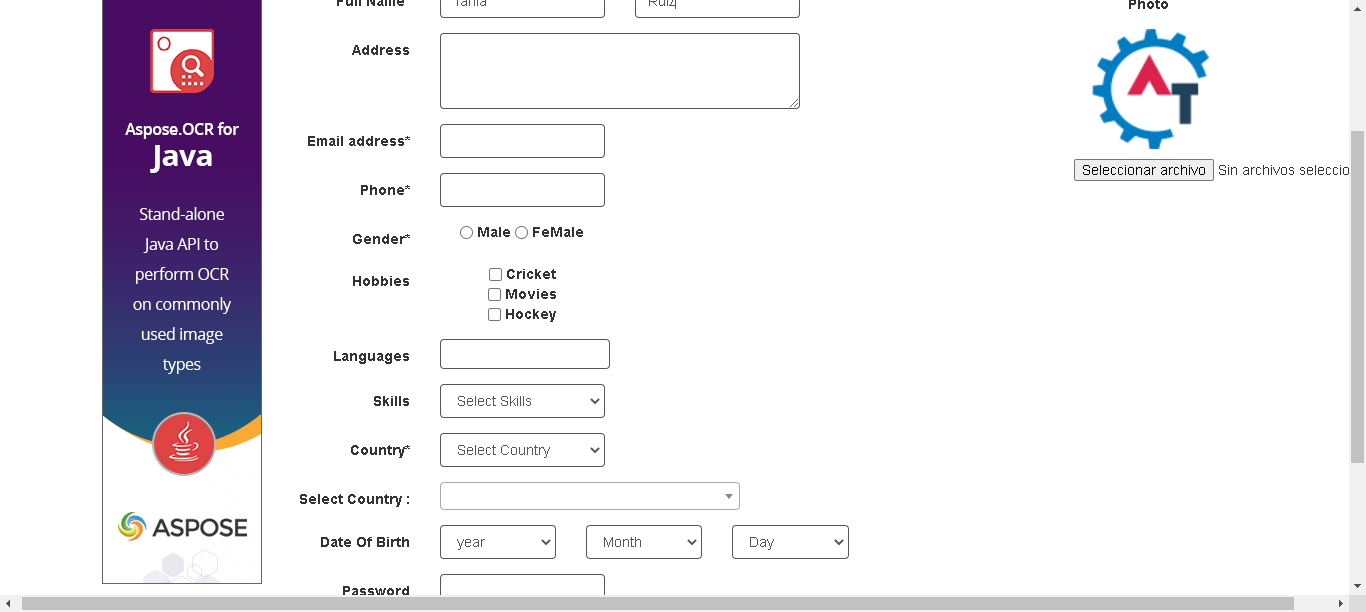 Full Name
Tania
Ruiz
Photo
Address
Email address*
Phone*
Gender*
Male
FeMale
Hobbies
Cricket
Movies
Hockey
Languages
Skills
Select Skills
Country*
Select Country
Select Country :
Date Of Birth
year
Month
Day
Password
Seleccionar archivo
Sin archivos seleccio
AT
Aspose.OCR for
Java
Stand-alone
Java API to
perform OCR
on commonly
used image
types
ASPOSE